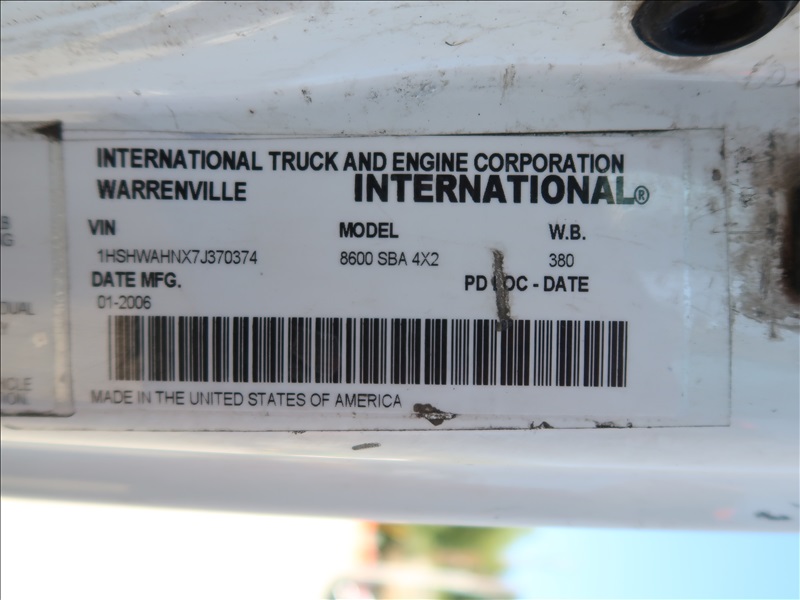 INTERNATIONAL TRUCK AND ENGINE CORPORATION
WARRENVILLE INTERNATIONAL®
VIN MODEL W.B.
1HSHWAHNX7J370374 8600 SBA 4X2 380
DATE MFG. PD LOC - DATE
01-2006
MADE IN THE UNITED STATES OF AMERICA